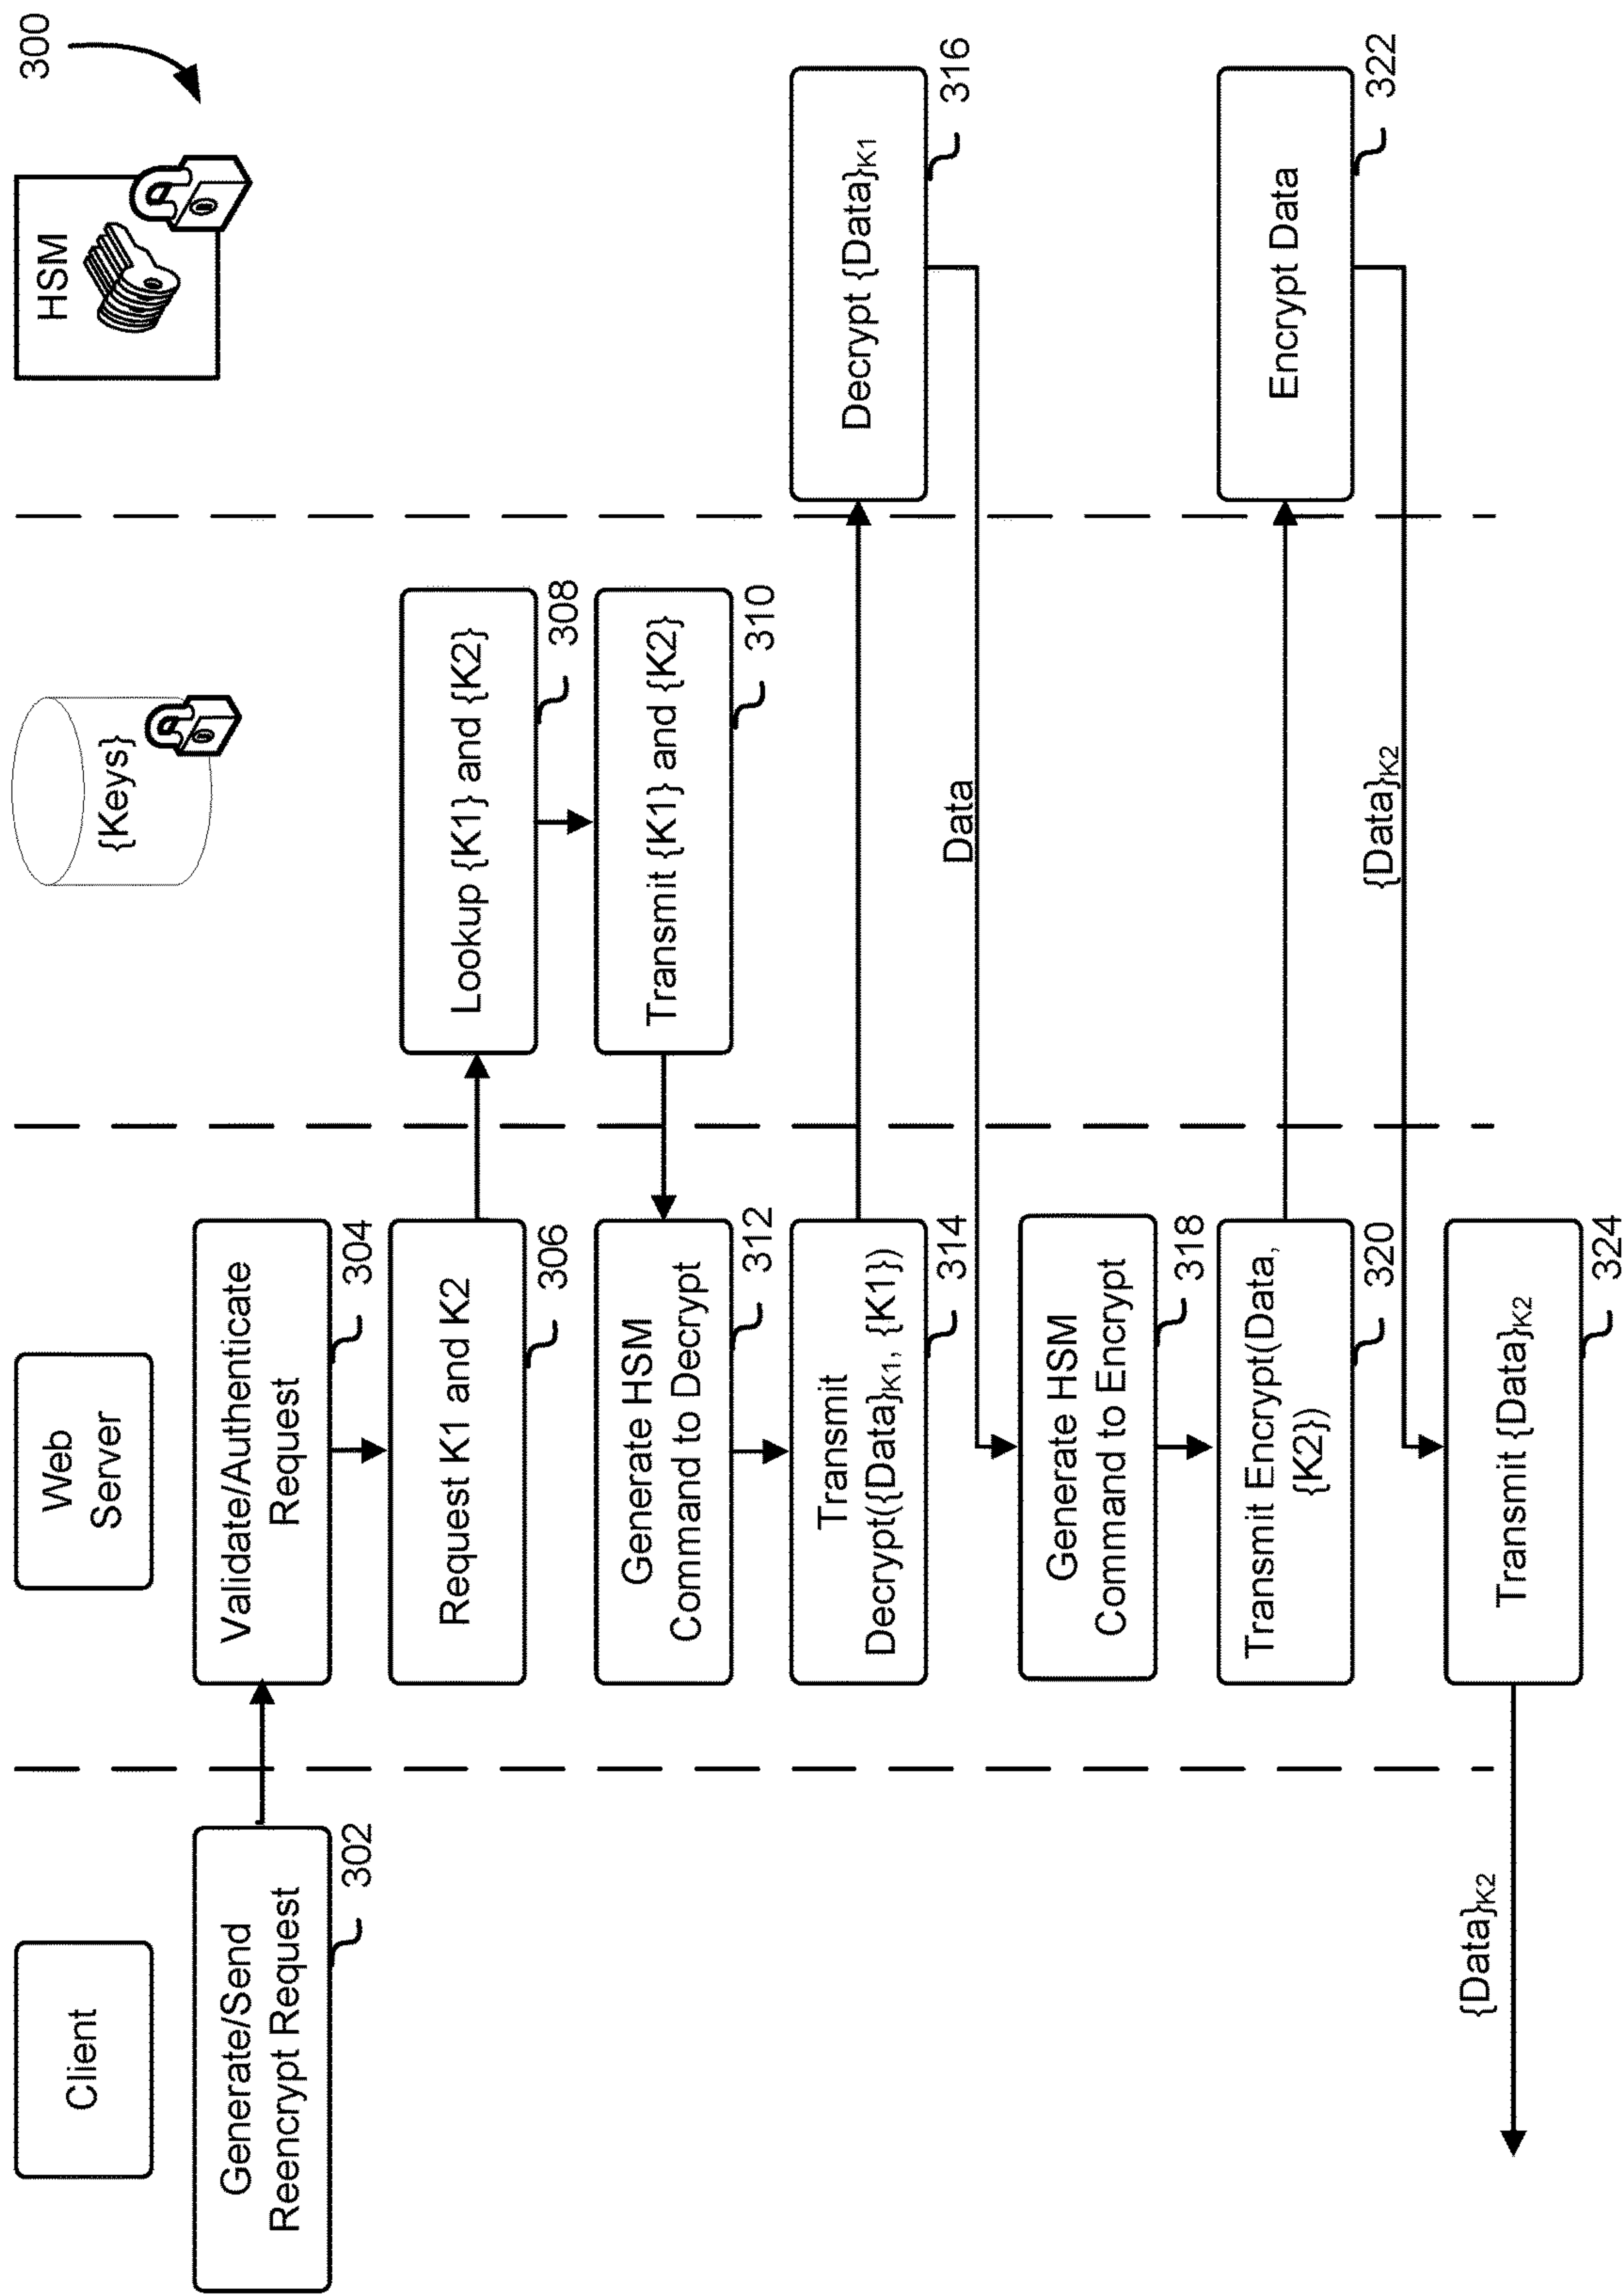 300
Client
Web
Server
{Keys}
HSM
Generate/Send
Reencrypt Request
302
Validate/Authenticate
Request
304
Request K1 and K2
306
Lookup {K1} and {K2}
308
Transmit {K1} and {K2}
310
Generate HSM
Command to Decrypt
312
Transmit
Decrypt({Data}K1, {K1})
314
Decrypt {Data}K1
316
Data
Generate HSM
Command to Encrypt
318
Transmit Encrypt(Data,
{K2})
320
Encrypt Data
322
{Data}K2
Transmit {Data}K2
324
{Data}K2